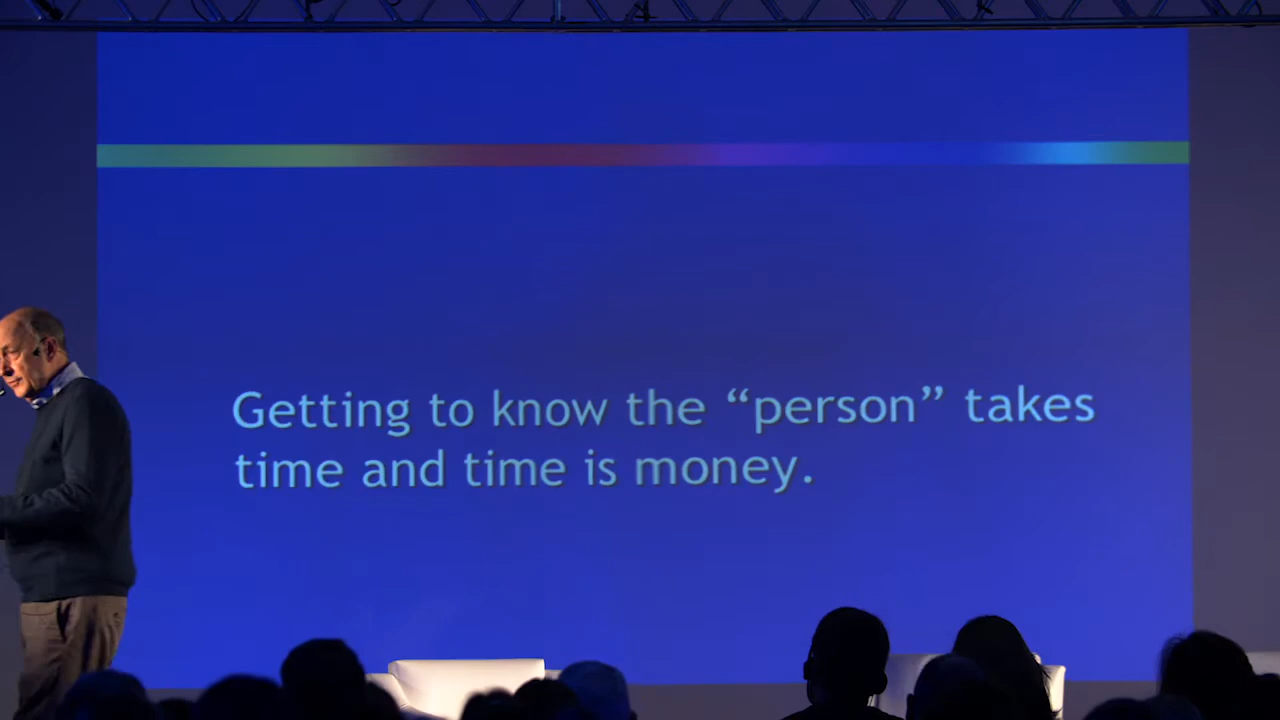 Getting to know the “person” takes
time and time is money.